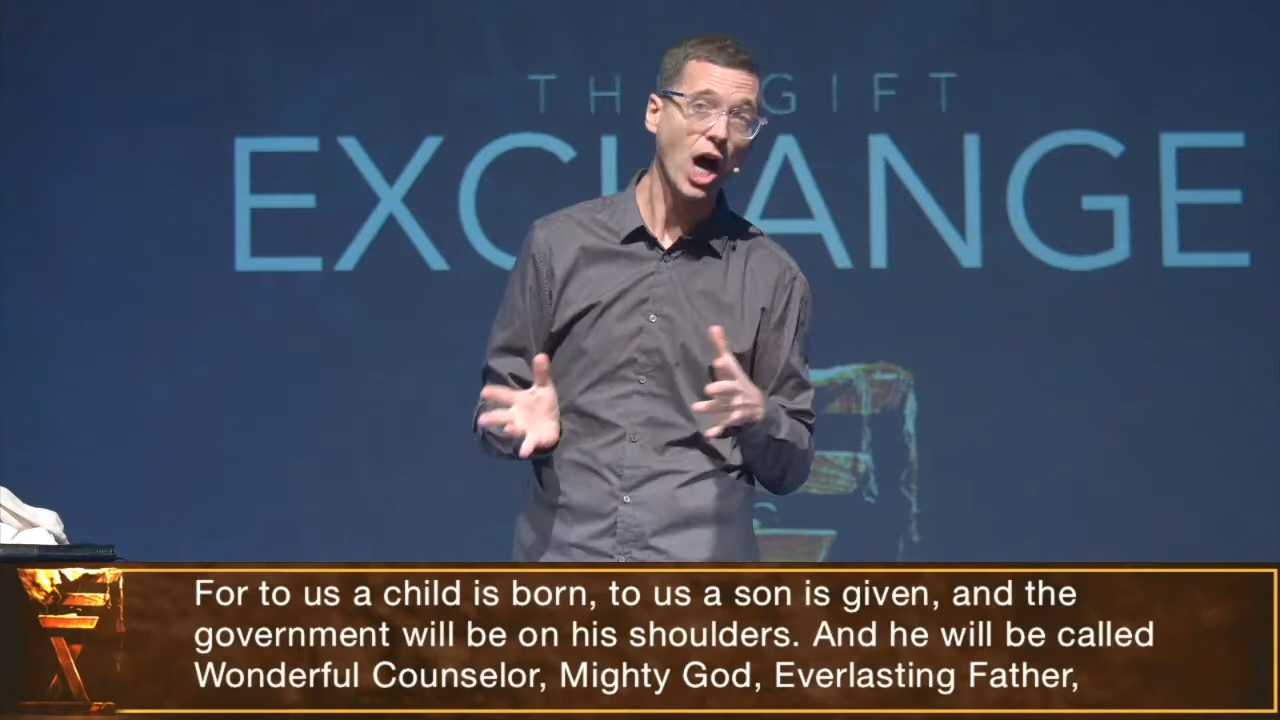 TH GIFT
EXCHANGE
For to us a child is born, to us a son is given, and the
government will be on his shoulders. And he will be called
Wonderful Counselor, Mighty God, Everlasting Father,